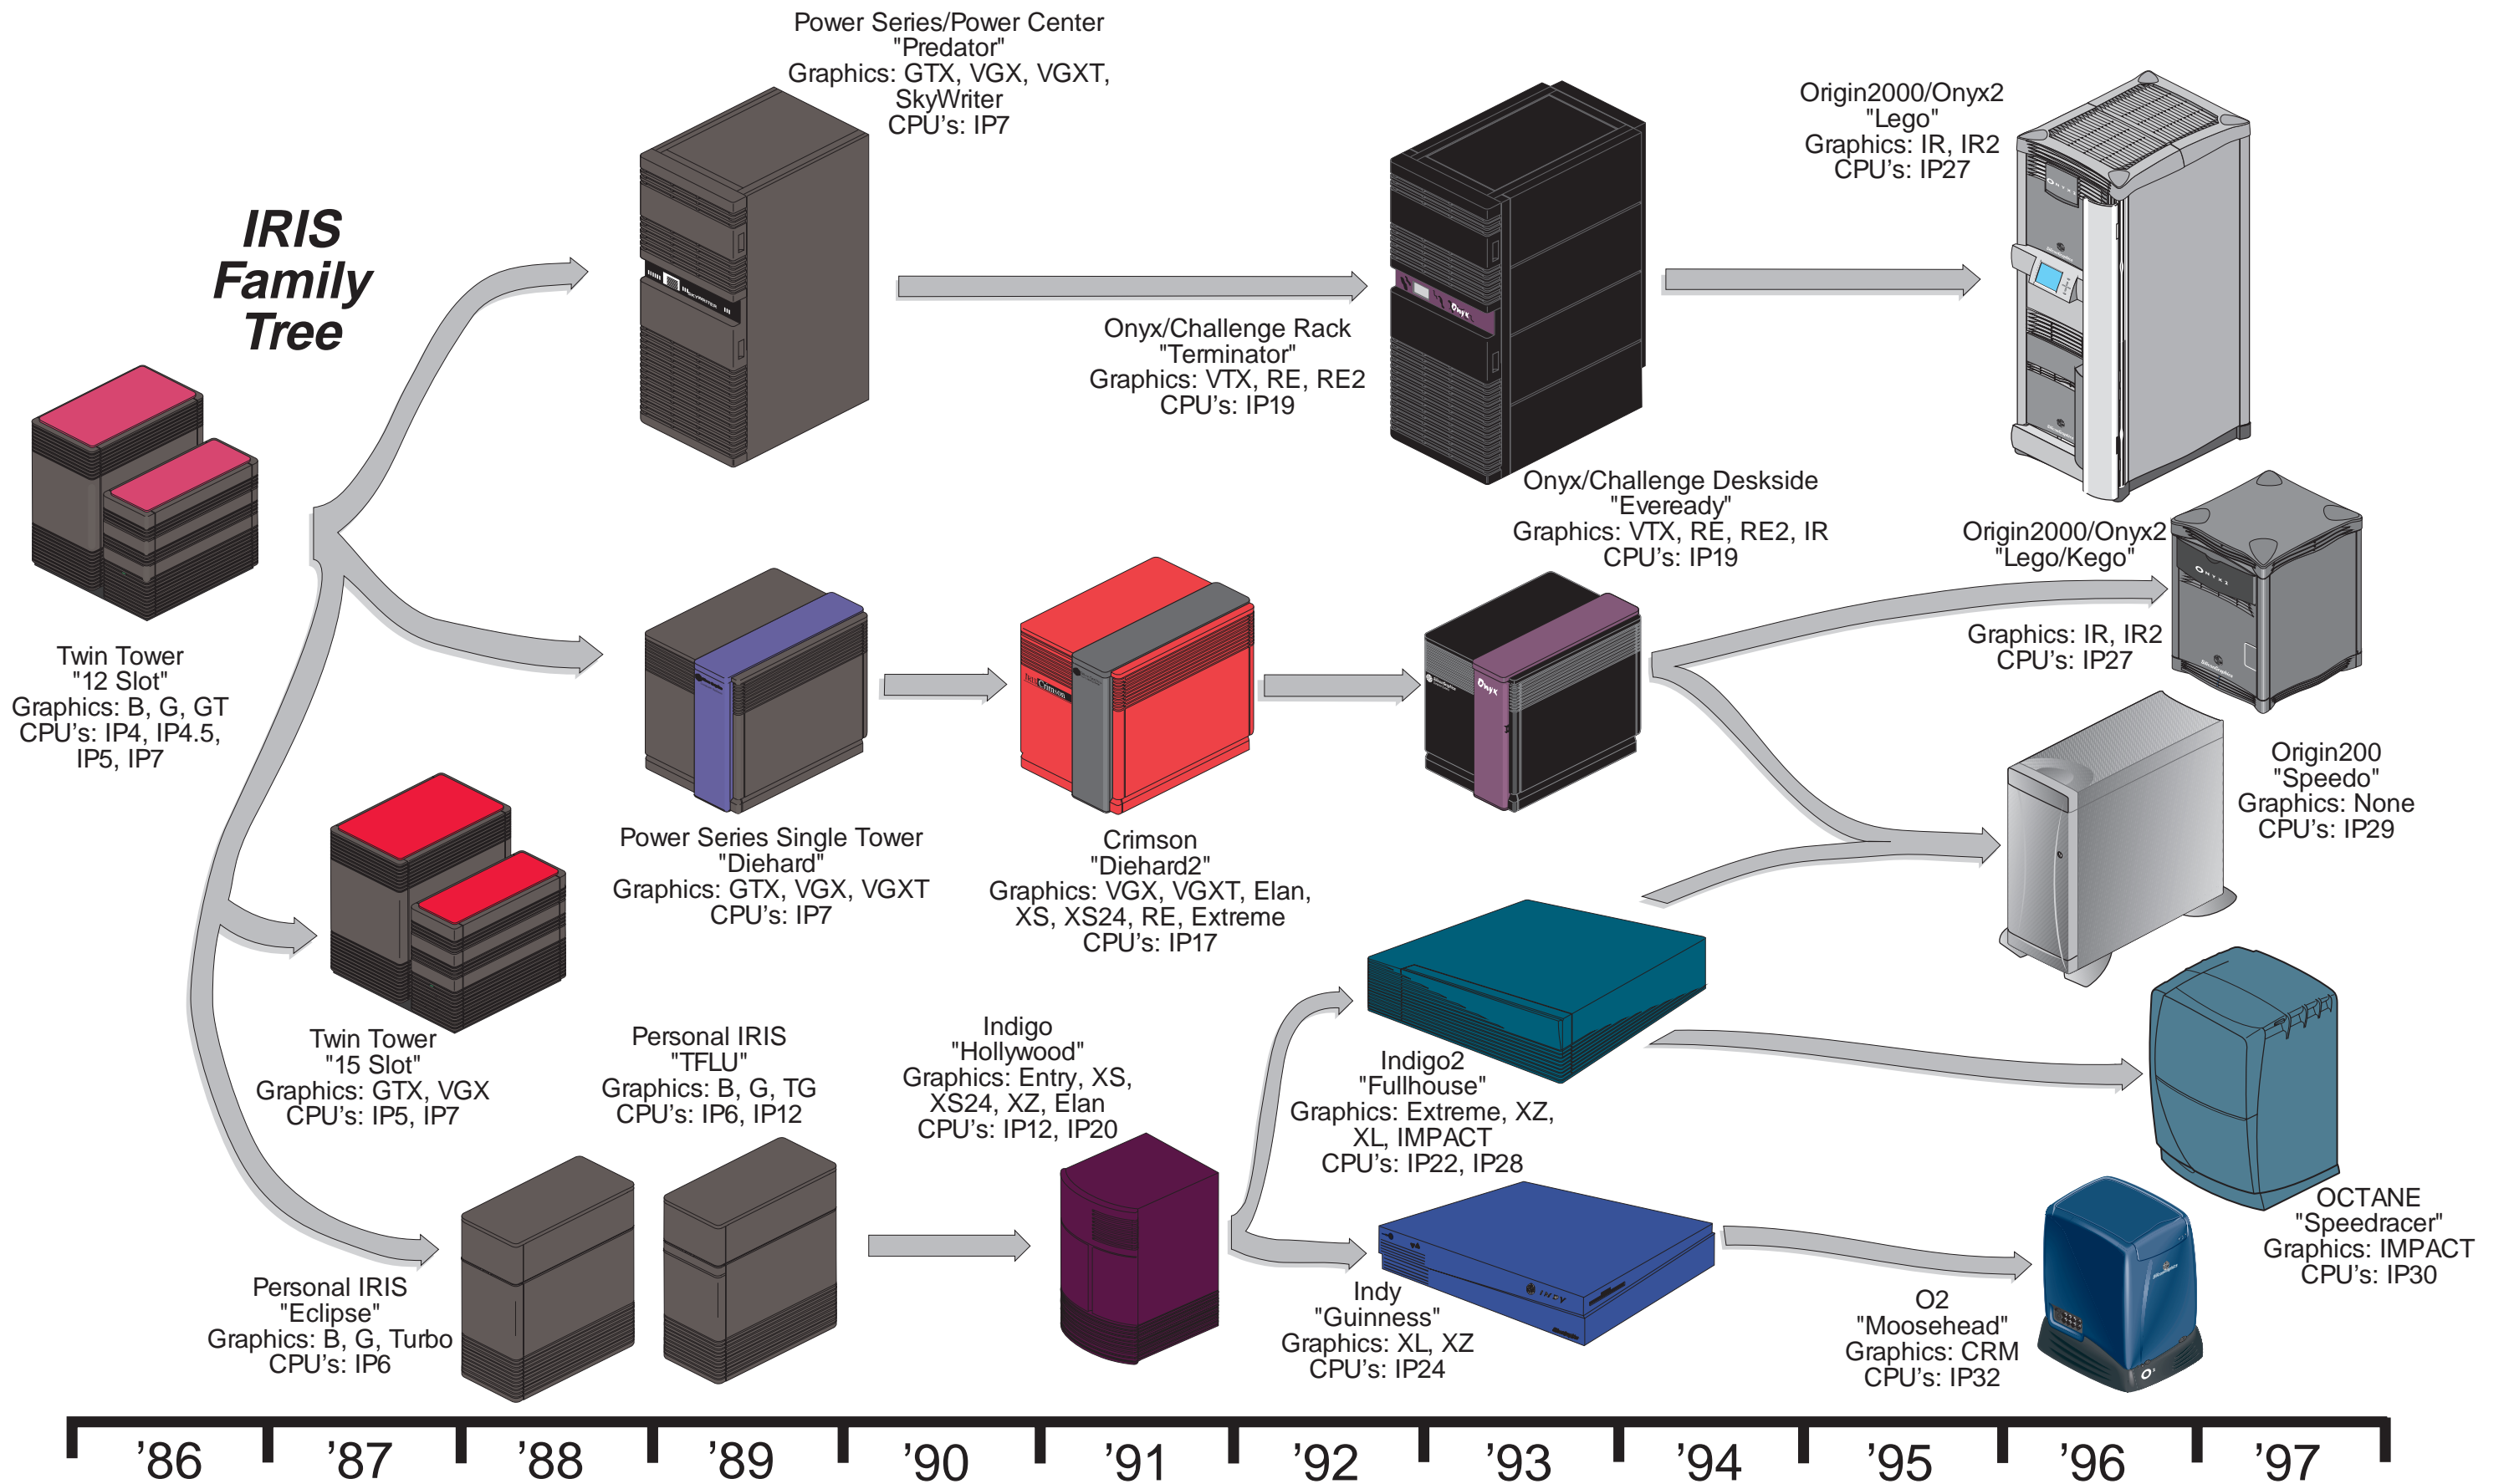 IRIS
Family
Tree
Power Series/Power Center
"Predator"
Graphics: GTX, VGX, VGXT,
SkyWriter
CPU's: IP7
Onyx/Challenge Rack
"Terminator"
Graphics: VTX, RE, RE2
CPU's: IP19
Onyx
Origin2000/Onyx2
"Lego"
Graphics: IR, IR2
CPU's: IP27
Twin Tower
"12 Slot"
Graphics: B, G, GT
CPU's: IP4, IP4.5,
IP5, IP7
Power Series Single Tower
"Diehard"
Graphics: GTX, VGX, VGXT
CPU's: IP7
Crimson
Crimson
"Diehard2"
Graphics: VGX, VGXT, Elan,
XS, XS24, RE, Extreme
CPU's: IP17
Onyx/Challenge Deskside
"Eveready"
Graphics: VTX, RE, RE2, IR
CPU's: IP19
Onyx
Origin2000/Onyx2
"Lego/Kego"
Graphics: IR, IR2
CPU's: IP27
Origin200
"Speedo"
Graphics: None
CPU's: IP29
Twin Tower
"15 Slot"
Graphics: GTX, VGX
CPU's: IP5, IP7
Personal IRIS
"TFLU"
Graphics: B, G, TG
CPU's: IP6, IP12
Indigo
"Hollywood"
Graphics: Entry, XS,
XS24, XZ, Elan
CPU's: IP12, IP20
Indigo2
"Fullhouse"
Graphics: Extreme, XZ,
XL, IMPACT
CPU's: IP22, IP28
OCTANE
"Speedracer"
Graphics: IMPACT
CPU's: IP30
Personal IRIS
"Eclipse"
Graphics: B, G, Turbo
CPU's: IP6
INDY
Indy
"Guinness"
Graphics: XL, XZ
CPU's: IP24
O2
"Moosehead"
Graphics: CRM
CPU's: IP32
'86 '87 '88 '89 '90 '91 '92 '93 '94 '95 '96 '97